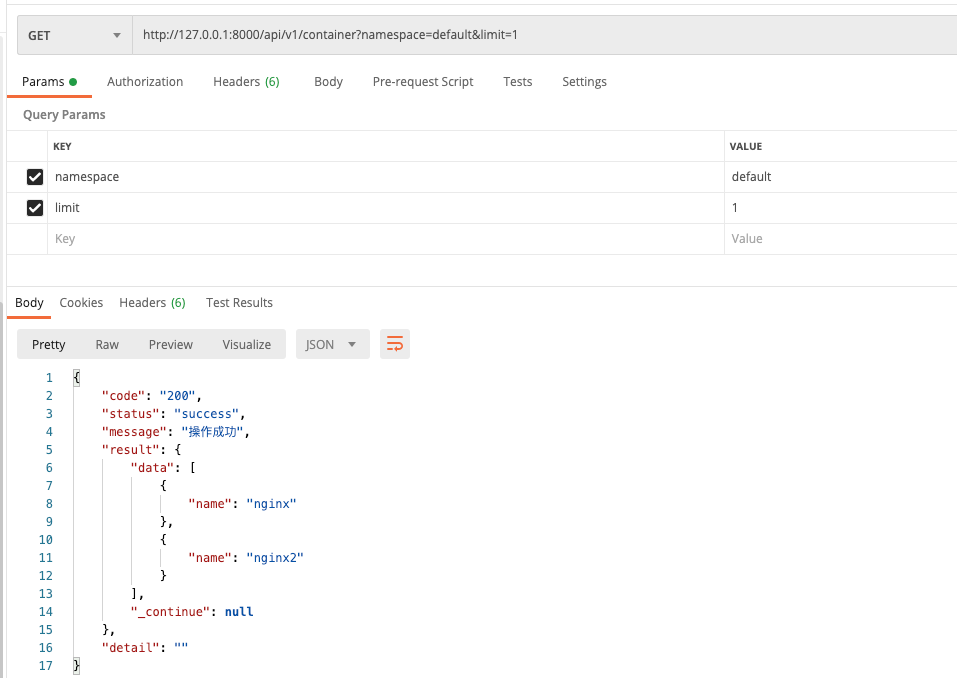 GET http://127.0.0.1:8000/api/v1/container?namespace=default&limit=1
Params Authorization Headers (6) Body Pre-request Script Tests Settings
Query Params
KEY VALUE
namespace default
limit 1
Key Value
Body Cookies Headers (6) Test Results
Pretty Raw Preview Visualize JSON
1 {
2 "code": "200",
3 "status": "success",
4 "message": "操作成功",
5 "result": {
6 "data": [
7 {
8 "name": "nginx"
9 },
10 {
11 "name": "nginx2"
12 }
13 ],
14 "_continue": null
15 },
16 "detail": ""
17 }